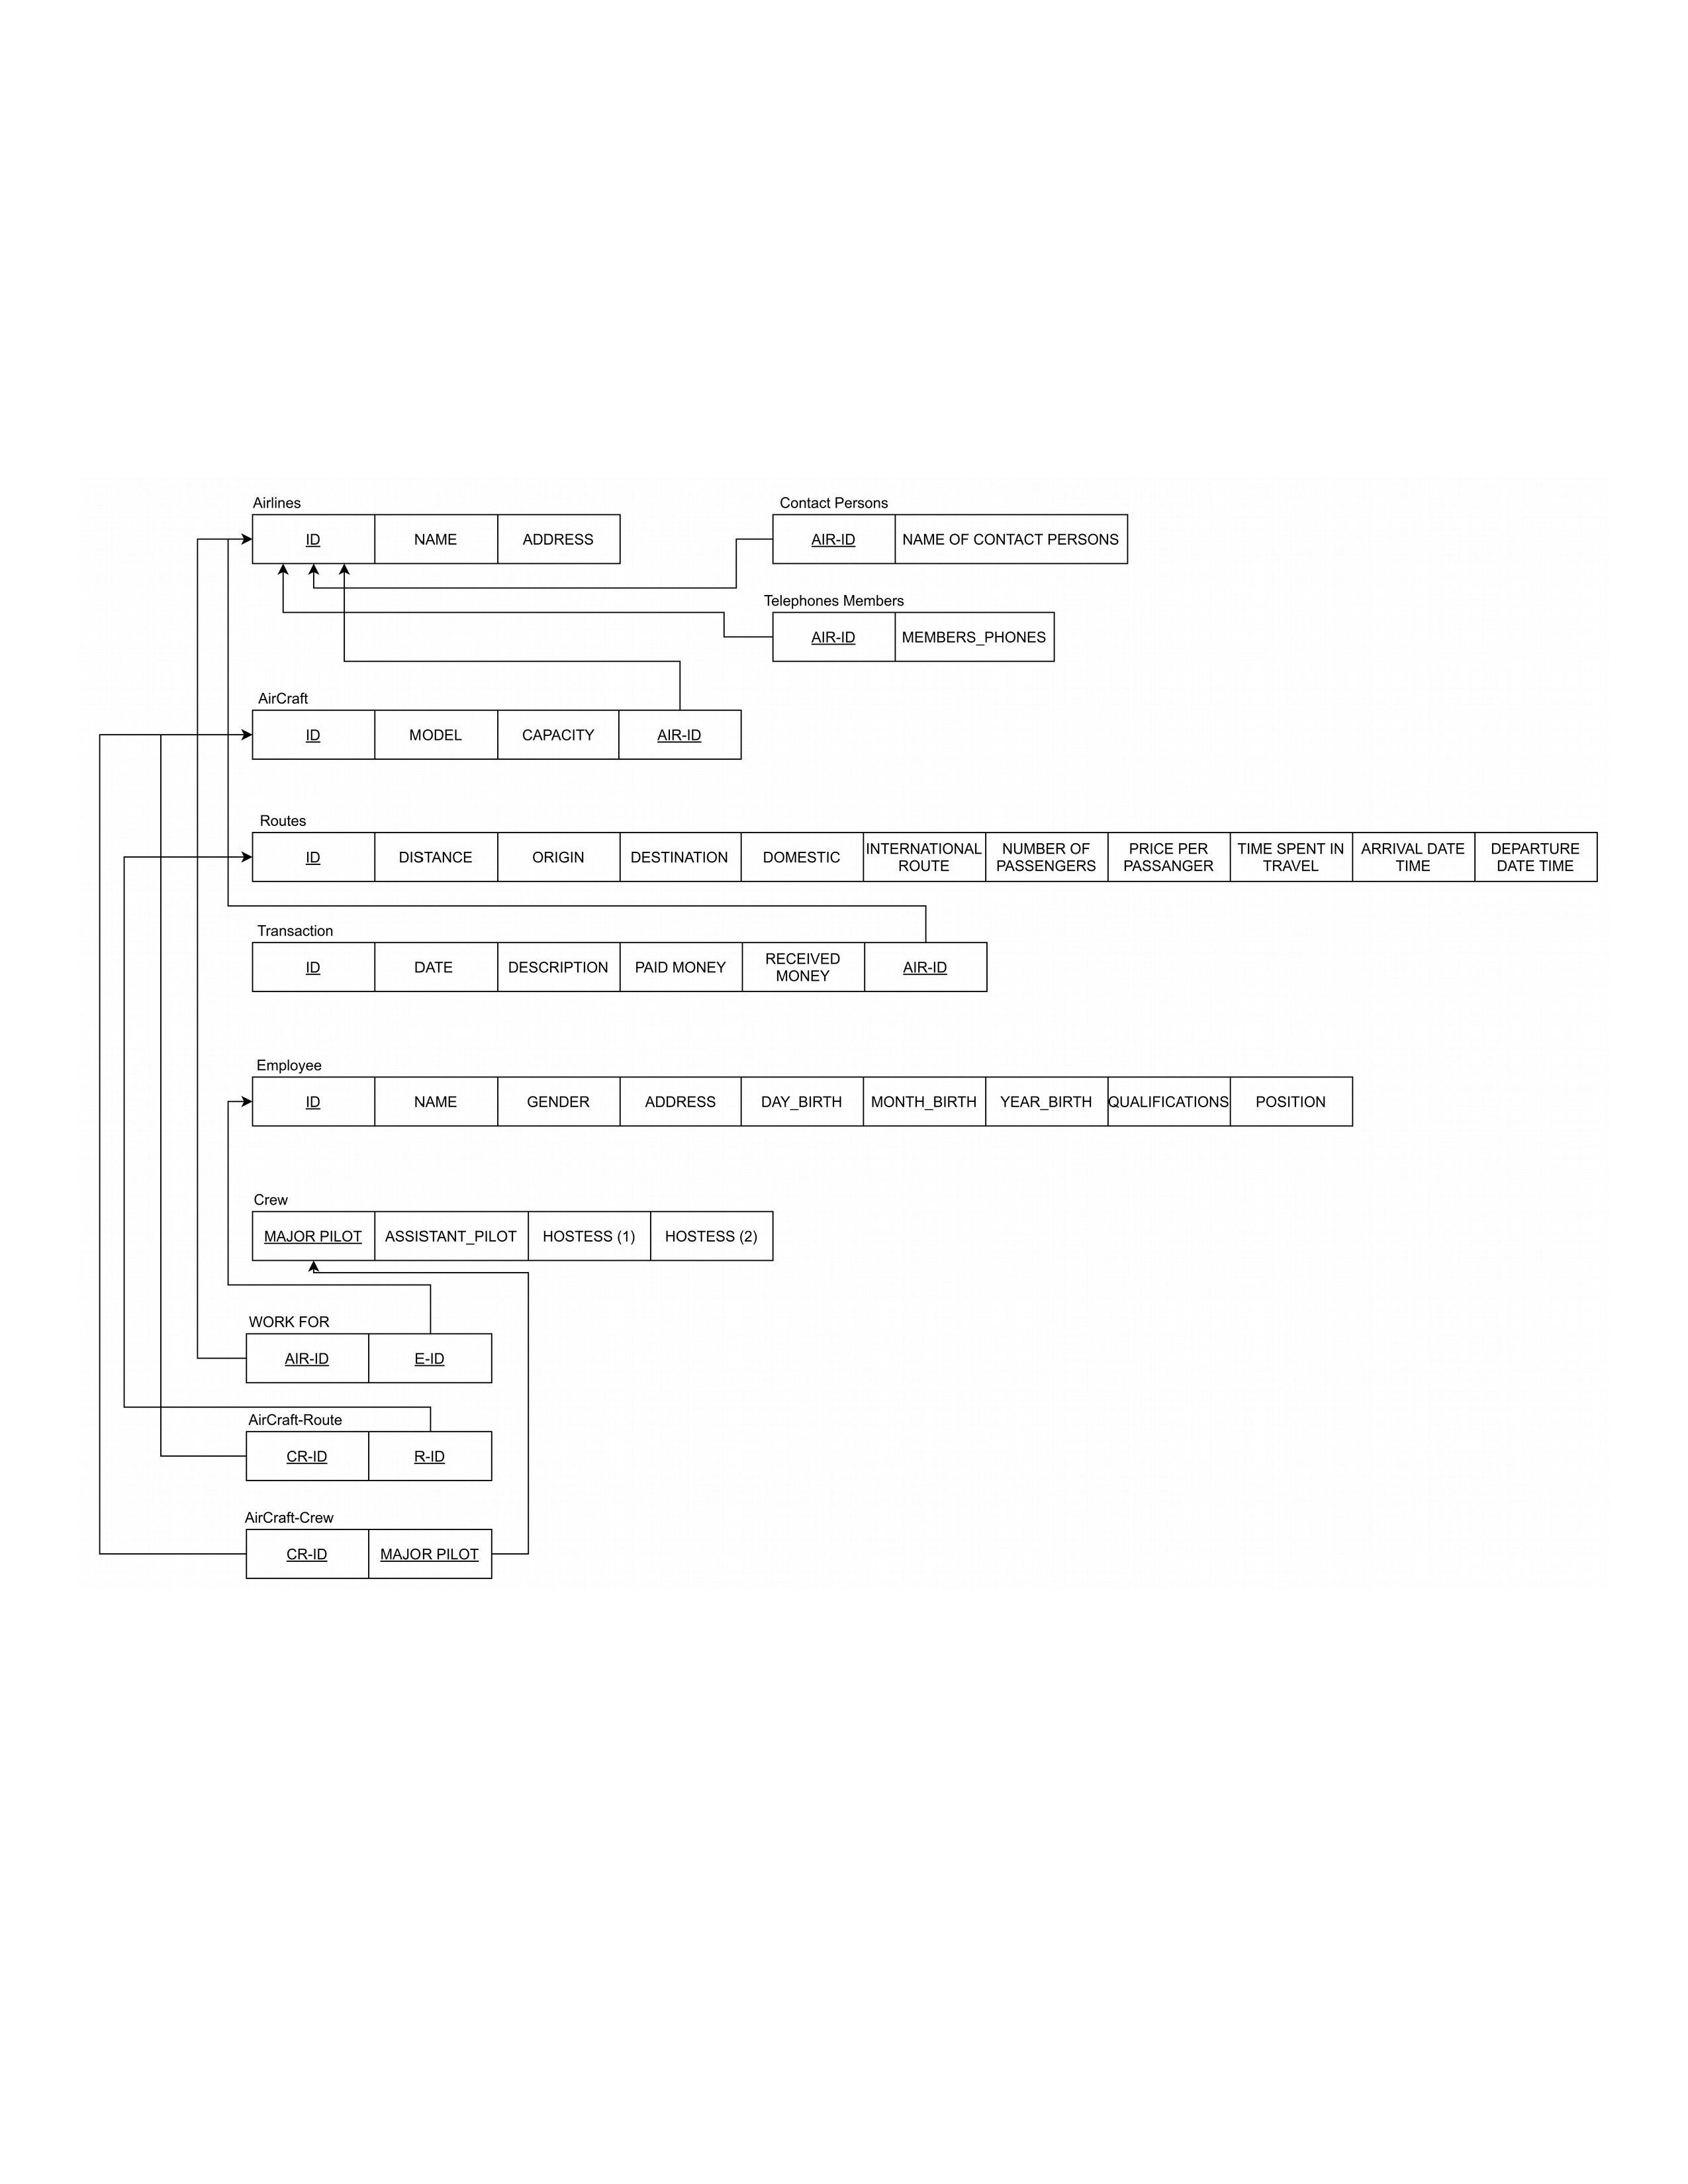 Airlines
ID NAME ADDRESS
Contact Persons
AIR-ID NAME OF CONTACT PERSONS
Telephones Members
AIR-ID MEMBERS_PHONES
AirCraft
ID MODEL CAPACITY AIR-ID
Routes
ID DISTANCE ORIGIN DESTINATION DOMESTIC INTERNATIONAL ROUTE NUMBER OF PASSENGERS PRICE PER PASSANGER TIME SPENT IN TRAVEL ARRIVAL DATE TIME DEPARTURE DATE TIME
Transaction
ID DATE DESCRIPTION PAID MONEY RECEIVED MONEY AIR-ID
Employee
ID NAME GENDER ADDRESS DAY_BIRTH MONTH_BIRTH YEAR_BIRTH QUALIFICATIONS POSITION
Crew
MAJOR PILOT ASSISTANT_PILOT HOSTESS (1) HOSTESS (2)
WORK FOR
AIR-ID E-ID
AirCraft-Route
CR-ID R-ID
AirCraft-Crew
CR-ID MAJOR PILOT